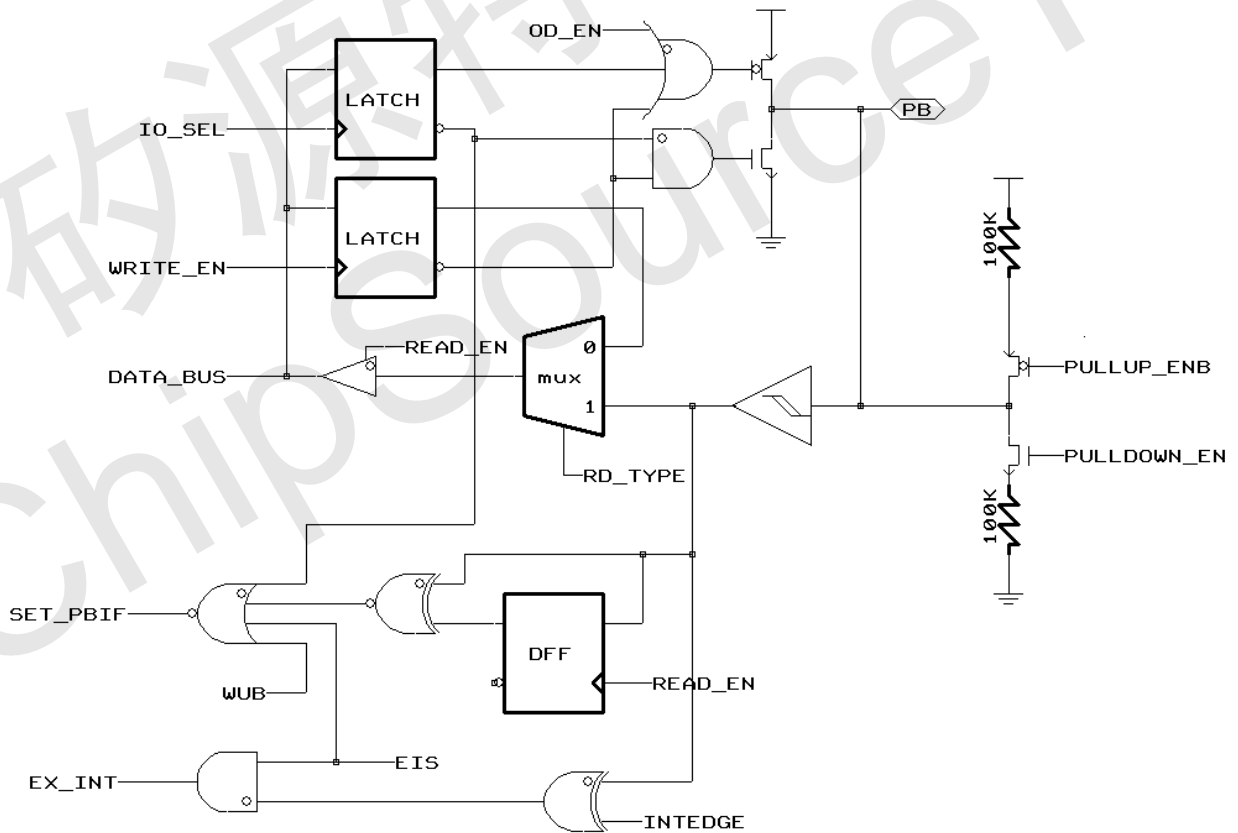 OD_EN
LATCH
IO_SEL
PB
LATCH
WRITE_EN
100K
READ_EN
0
DATA_BUS
mux
1
PULLUP_ENB
RD_TYPE
PULLDOWN_EN
100K
SET_PBIF
DFF
WUB
READ_EN
EX_INT
EIS
INTEDGE
矽源特
ChipSource